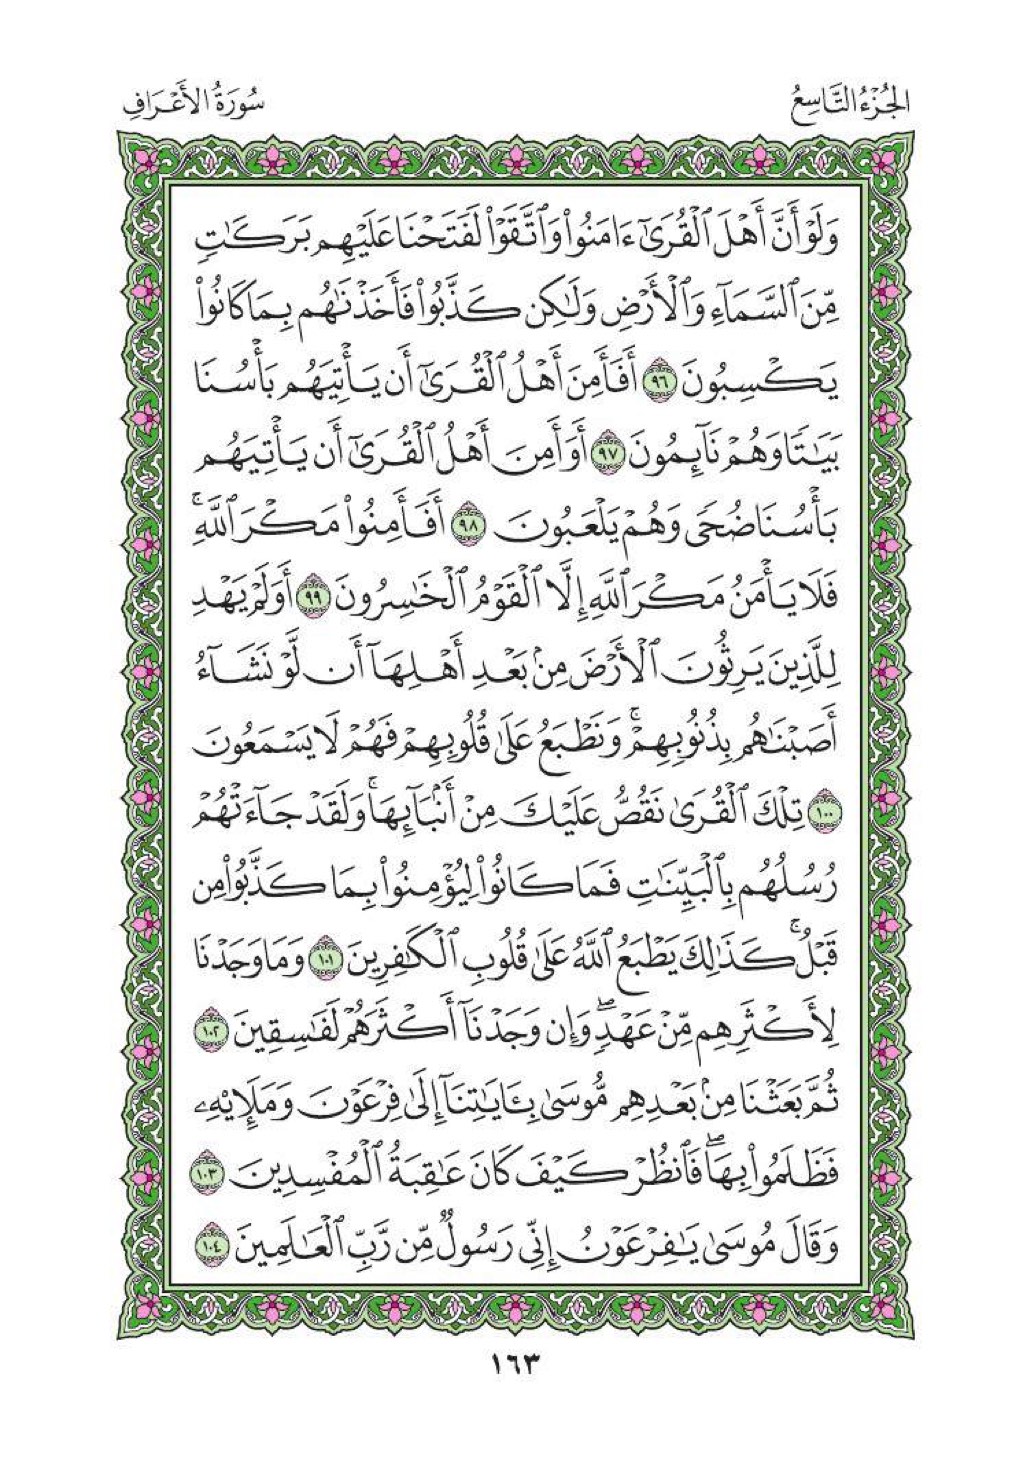 الجُزْءُ التَّاسِعُ
سُورَةُ الأَعْرَافِ
وَلَوْ أَنَّ أَهْلَ ٱلْقُرَىٰٓ ءَامَنُوا۟ وَٱتَّقَوْا۟ لَفَتَحْنَا عَلَيْهِم بَرَكَٰتٍ
مِّنَ ٱلسَّمَآءِ وَٱلْأَرْضِ وَلَٰكِن كَذَّبُوا۟ فَأَخَذْنَٰهُم بِمَا كَانُوا۟
يَكْسِبُونَ ٩٦ أَفَأَمِنَ أَهْلُ ٱلْقُرَىٰٓ أَن يَأْتِيَهُم بَأْسُنَا
بَيَٰتًا وَهُمْ نَآئِمُونَ ٩٧ أَوَأَمِنَ أَهْلُ ٱلْقُرَىٰٓ أَن يَأْتِيَهُم
بَأْسُنَا ضُحًى وَهُمْ يَلْعَبُونَ ٩٨ أَفَأَمِنُوا۟ مَكْرَ ٱللَّهِ ۚ
فَلَا يَأْمَنُ مَكْرَ ٱللَّهِ إِلَّا ٱلْقَوْمُ ٱلْخَٰسِرُونَ ٩٩ أَوَلَمْ يَهْدِ
لِلَّذِينَ يَرِثُونَ ٱلْأَرْضَ مِنۢ بَعْدِ أَهْلِهَآ أَن لَّوْ نَشَآءُ
أَصَبْنَٰهُم بِذُنُوبِهِمْ ۚ وَنَطْبَعُ عَلَىٰ قُلُوبِهِمْ فَهُمْ لَا يَسْمَعُونَ
١٠٠ تِلْكَ ٱلْقُرَىٰ نَقُصُّ عَلَيْكَ مِنْ أَنۢبَآئِهَا ۚ وَلَقَدْ جَآءَتْهُمْ
رُسُلُهُم بِٱلْبَيِّنَٰتِ فَمَا كَانُوا۟ لِيُؤْمِنُوا۟ بِمَا كَذَّبُوا۟ مِن
قَبْلُ ۚ كَذَٰلِكَ يَطْبَعُ ٱللَّهُ عَلَىٰ قُلُوبِ ٱلْكَٰفِرِينَ ١٠١ وَمَا وَجَدْنَا
لِأَكْثَرِهِم مِّنْ عَهْدٍ ۖ وَإِن وَجَدْنَآ أَكْثَرَهُمْ لَفَٰسِقِينَ ١٠٢
ثُمَّ بَعَثْنَا مِنۢ بَعْدِهِم مُّوسَىٰ بِـَٔايَٰتِنَآ إِلَىٰ فِرْعَوْنَ وَمَلَإِي۟هِۦ
فَظَلَمُوا۟ بِهَا ۖ فَٱنظُرْ كَيْفَ كَانَ عَٰقِبَةُ ٱلْمُفْسِدِينَ ١٠٣
وَقَالَ مُوسَىٰ يَٰفِرْعَوْنُ إِنِّى رَسُولٌ مِّن رَّبِّ ٱلْعَٰلَمِينَ ١٠٤
١٦٣